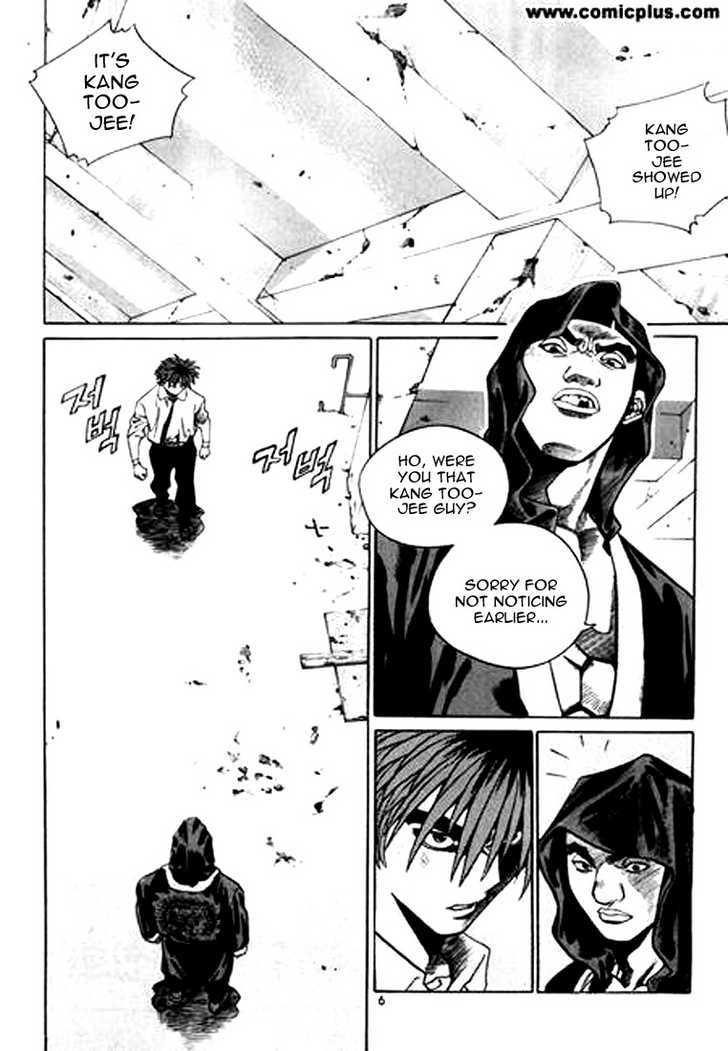 www.comicplus.com
IT'S
KANG
TOO-
JEE!
KANG
TOO-
JEE
SHOWED
UP!
저
벅
저
벅
HO, WERE
YOU THAT
KANG TOO-
JEE GUY?
SORRY FOR
NOT NOTICING
EARLIER...
6